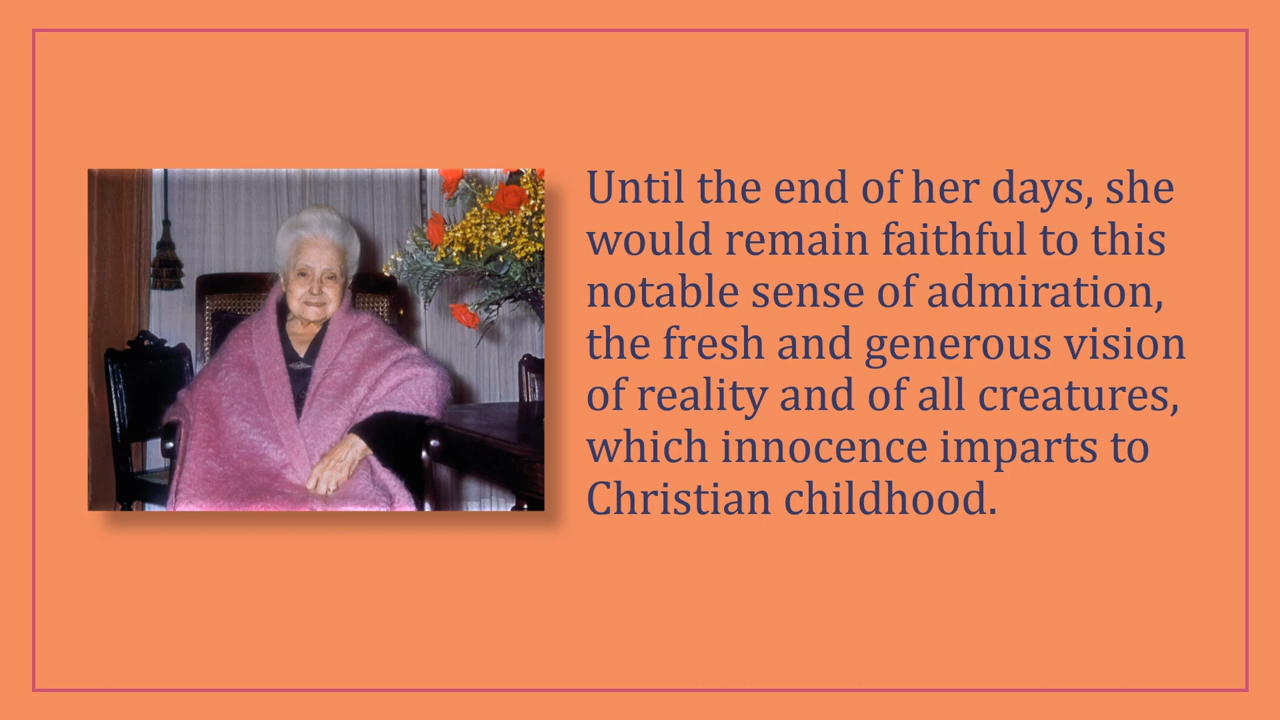 Until the end of her days, she
would remain faithful to this
notable sense of admiration,
the fresh and generous vision
of reality and of all creatures,
which innocence imparts to
Christian childhood.